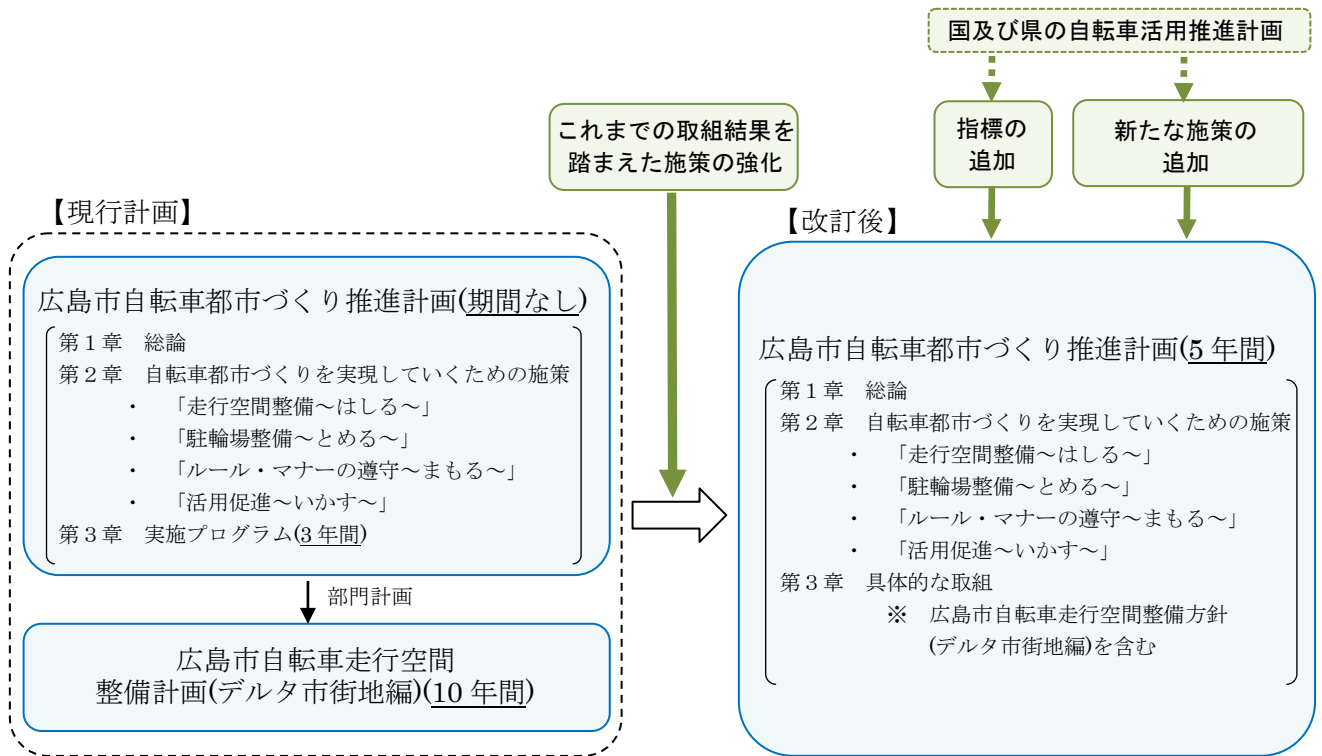 国及び県の自転車活用推進計画
これまでの取組結果を
踏まえた施策の強化
指標の
追加
新たな施策の
追加
【現行計画】
広島市自転車都市づくり推進計画(期間なし)
第1章 総論
第2章 自転車都市づくりを実現していくための施策
・ 「走行空間整備～はしる～」
・ 「駐輪場整備～とめる～」
・ 「ルール・マナーの遵守～まもる～」
・ 「活用促進～いかす～」
第3章 実施プログラム(3年間)
部門計画
広島市自転車走行空間
整備計画(デルタ市街地編)(10年間)
【改訂後】
広島市自転車都市づくり推進計画(5年間)
第1章 総論
第2章 自転車都市づくりを実現していくための施策
・ 「走行空間整備～はしる～」
・ 「駐輪場整備～とめる～」
・ 「ルール・マナーの遵守～まもる～」
・ 「活用促進～いかす～」
第3章 具体的な取組
※ 広島市自転車走行空間整備方針
(デルタ市街地編)を含む